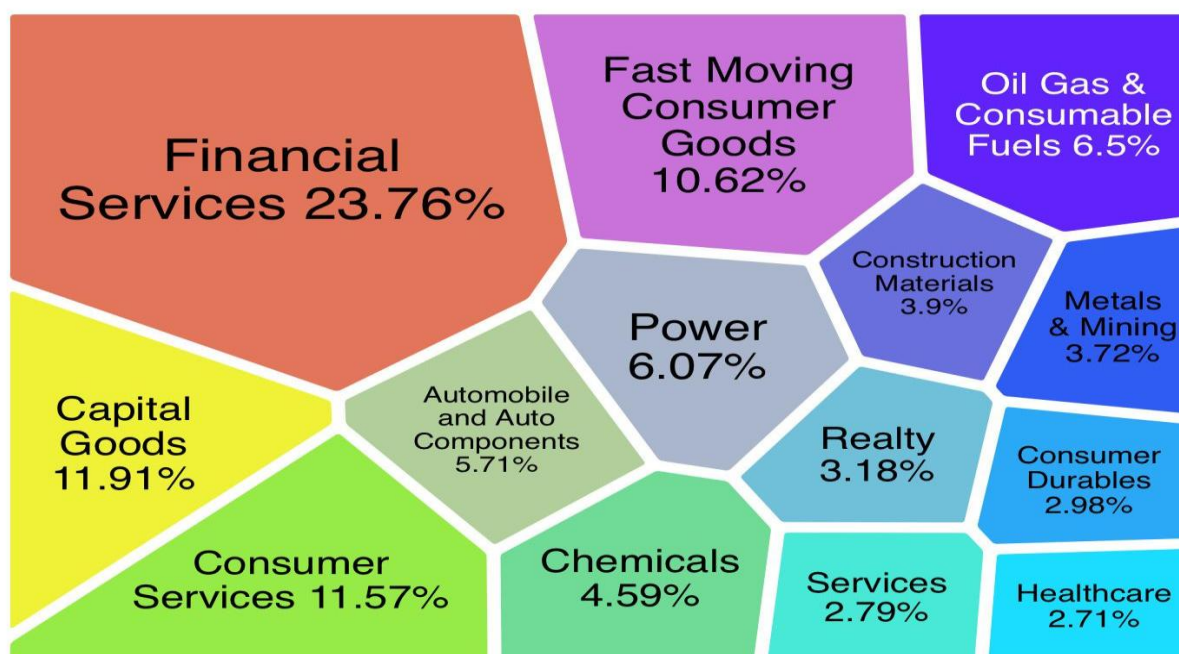 Financial
Services 23.76%
Fast Moving
Consumer
Goods
10.62%
Oil Gas &
Consumable
Fuels 6.5%
Construction
Materials
3.9%
Metals
& Mining
3.72%
Power
6.07%
Capital
Goods
11.91%
Automobile
and Auto
Components
5.71%
Realty
3.18%
Consumer
Durables
2.98%
Consumer
Services 11.57%
Chemicals
4.59%
Services
2.79%
Healthcare
2.71%